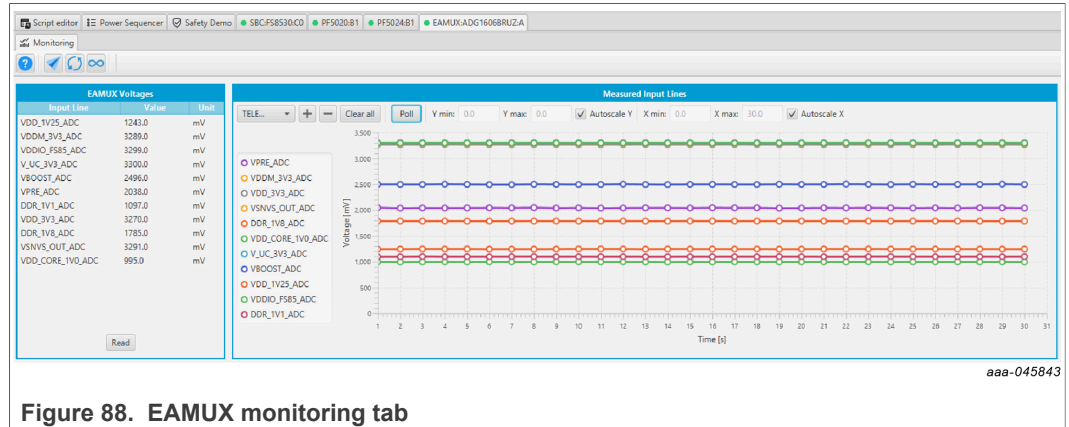 Script editor Power Sequencer Safety Demo SBC:FS8530:C0 PF5020:B1 PF5024:B1 EAMUX:ADG1606BRUZ:A
Monitoring
EAMUX Voltages
Input Line Value Unit
VDD_1V25_ADC 1243.0 mV
VDDM_3V3_ADC 3289.0 mV
VDDIO_FS85_ADC 3299.0 mV
V_UC_3V3_ADC 3300.0 mV
VBOOST_ADC 2496.0 mV
VPRE_ADC 2038.0 mV
DDR_1V1_ADC 1097.0 mV
VDD_3V3_ADC 3270.0 mV
DDR_1V8_ADC 1785.0 mV
VSNVS_OUT_ADC 3291.0 mV
VDD_CORE_1V0_ADC 995.0 mV
Read
Measured Input Lines
TELE... + − Clear all Poll Y min: 0.0 Y max: 0.0 Autoscale Y X min: 0.0 X max: 30.0 Autoscale X
VPRE_ADC
VDDM_3V3_ADC
VDD_3V3_ADC
VSNVS_OUT_ADC
DDR_1V8_ADC
VDD_CORE_1V0_ADC
V_UC_3V3_ADC
VBOOST_ADC
VDD_1V25_ADC
VDDIO_FS85_ADC
DDR_1V1_ADC
Voltage [mV]
3,500
3,000
2,500
2,000
1,500
1,000
500
0
1 2 3 4 5 6 7 8 9 10 11 12 13 14 15 16 17 18 19 20 21 22 23 24 25 26 27 28 29 30 31
Time [s]
aaa-045843
Figure 88. EAMUX monitoring tab